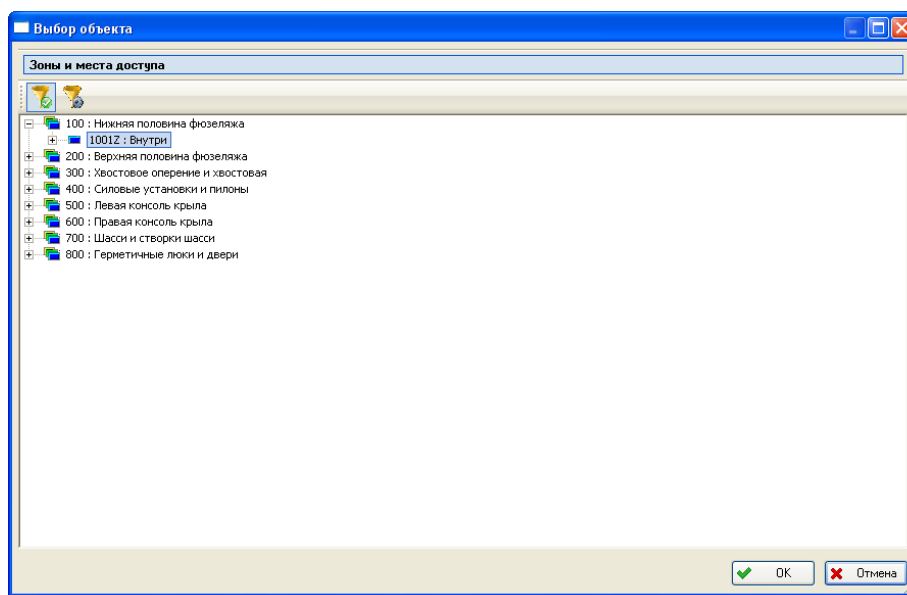 Выбор объекта
Зоны и места доступа
100 : Нижняя половина фюзеляжа
1001Z : Внутри
200 : Верхняя половина фюзеляжа
300 : Хвостовое оперение и хвостовая
400 : Силовые установки и пилоны
500 : Левая консоль крыла
600 : Правая консоль крыла
700 : Шасси и створки шасси
800 : Герметичные люки и двери
OK Отмена